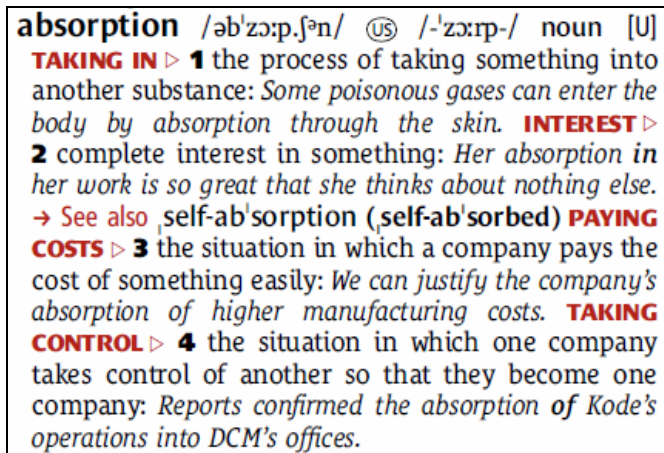 absorption /əbˈzɔːp.ʃᵊn/ US /-ˈzɔːrp-/ noun [U]
TAKING IN ▷ 1 the process of taking something into
another substance: Some poisonous gases can enter the
body by absorption through the skin. INTEREST ▷
2 complete interest in something: Her absorption in
her work is so great that she thinks about nothing else.
→ See also ˌself-abˈsorption (ˌself-abˈsorbed) PAYING
COSTS ▷ 3 the situation in which a company pays the
cost of something easily: We can justify the company's
absorption of higher manufacturing costs. TAKING
CONTROL ▷ 4 the situation in which one company
takes control of another so that they become one
company: Reports confirmed the absorption of Kode's
operations into DCM's offices.